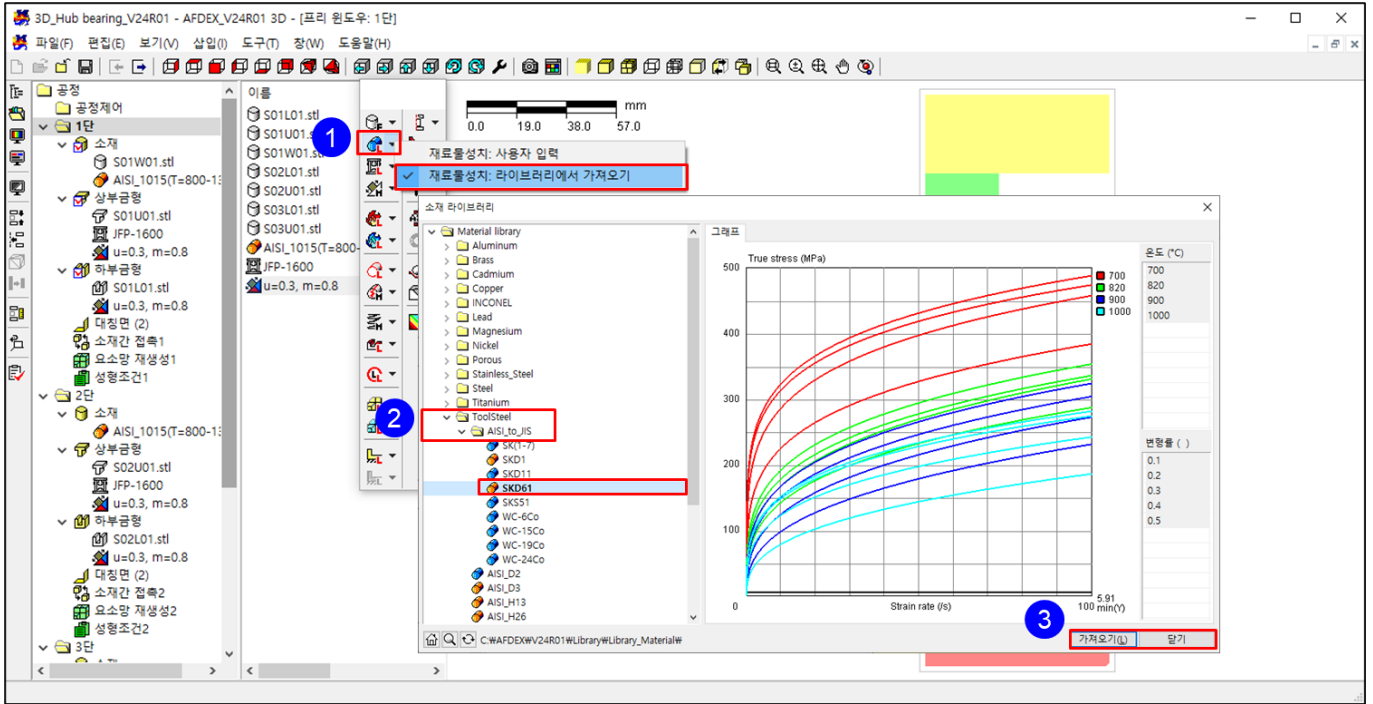 3D_Hub bearing_V24R01 - AFDEX_V24R01 3D - [프리 윈도우: 1단]
파일(F) 편집(E) 보기(V) 삽입(I) 도구(T) 창(W) 도움말(H)
공정
공정제어
1단
소재
S01W01.stl
AISI_1015(T=800-13
상부금형
S01U01.stl
JFP-1600
u=0.3, m=0.8
하부금형
S01L01.stl
u=0.3, m=0.8
대칭면 (2)
소재간 접촉1
요소망 재생성1
성형조건1
2단
소재
AISI_1015(T=800-13
상부금형
S02U01.stl
JFP-1600
u=0.3, m=0.8
하부금형
S02L01.stl
u=0.3, m=0.8
대칭면 (2)
소재간 접촉2
요소망 재생성2
성형조건2
3단
이름
S01L01.stl
S01U01.s
S01W01.st
S02L01.stl
S02U01.stl
S03L01.stl
S03U01.stl
AISI_1015(T=800-
JFP-1600
u=0.3, m=0.8
1
mm
0.0 19.0 38.0 57.0
재료물성치: 사용자 입력
재료물성치: 라이브러리에서 가져오기
소재 라이브러리
Material library
Aluminum
Brass
Cadmium
Copper
INCONEL
Lead
Magnesium
Nickel
Porous
Stainless_Steel
Steel
Titanium
2
ToolSteel
AISI_to_JIS
SK(1-7)
SKD1
SKD11
SKD61
SKS51
WC-6Co
WC-15Co
WC-19Co
WC-24Co
AISI_D2
AISI_D3
AISI_H13
AISI_H26
그래프
True stress (MPa)
500
400
300
200
100
0
Strain rate (/s)
100
5.91
min(Y)
700
820
900
1000
온도 (°C)
700
820
900
1000
변형률 ( )
0.1
0.2
0.3
0.4
0.5
3
C:₩AFDEX₩V24R01₩Library₩Library_Material₩
가져오기(L) 닫기